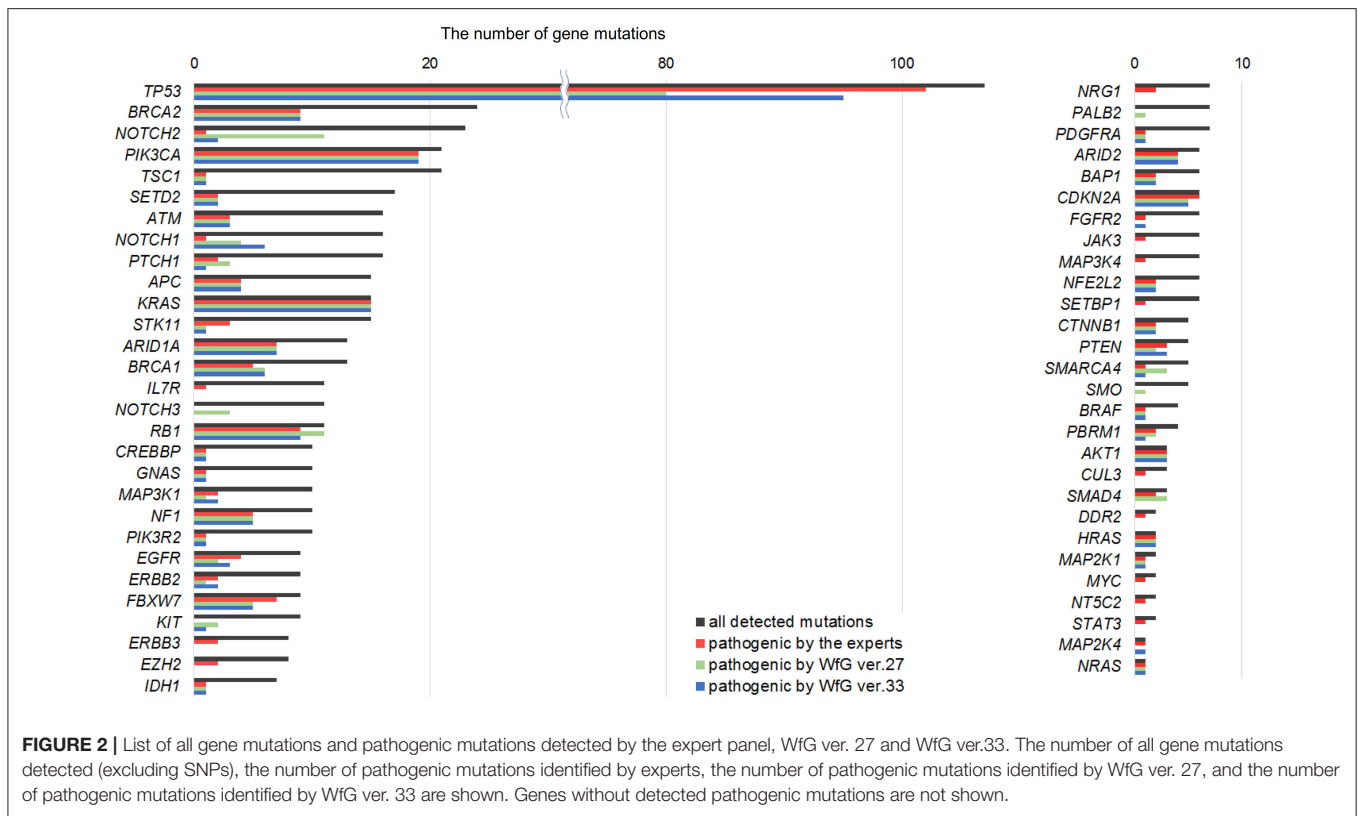 The number of gene mutations
0 20 80 100
0 10
TP53
BRCA2
NOTCH2
PIK3CA
TSC1
SETD2
ATM
NOTCH1
PTCH1
APC
KRAS
STK11
ARID1A
BRCA1
IL7R
NOTCH3
RB1
CREBBP
GNAS
MAP3K1
NF1
PIK3R2
EGFR
ERBB2
FBXW7
KIT
ERBB3
EZH2
IDH1
all detected mutations
pathogenic by the experts
pathogenic by WfG ver.27
pathogenic by WfG ver.33
NRG1
PALB2
PDGFRA
ARID2
BAP1
CDKN2A
FGFR2
JAK3
MAP3K4
NFE2L2
SETBP1
CTNNB1
PTEN
SMARCA4
SMO
BRAF
PBRM1
AKT1
CUL3
SMAD4
DDR2
HRAS
MAP2K1
MYC
NT5C2
STAT3
MAP2K4
NRAS
FIGURE 2 | List of all gene mutations and pathogenic mutations detected by the expert panel, WfG ver. 27 and WfG ver.33. The number of all gene mutations
detected (excluding SNPs), the number of pathogenic mutations identified by experts, the number of pathogenic mutations identified by WfG ver. 27, and the number
of pathogenic mutations identified by WfG ver. 33 are shown. Genes without detected pathogenic mutations are not shown.